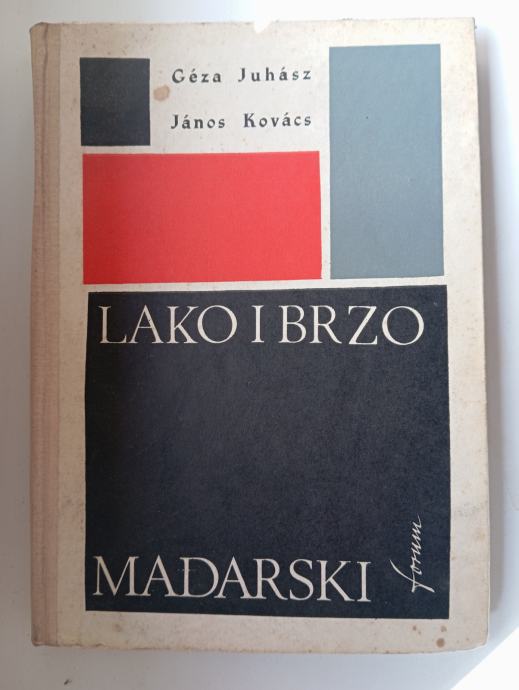 Géza Juhász
János Kovács
LAKO I BRZO
MAĐARSKI
forum